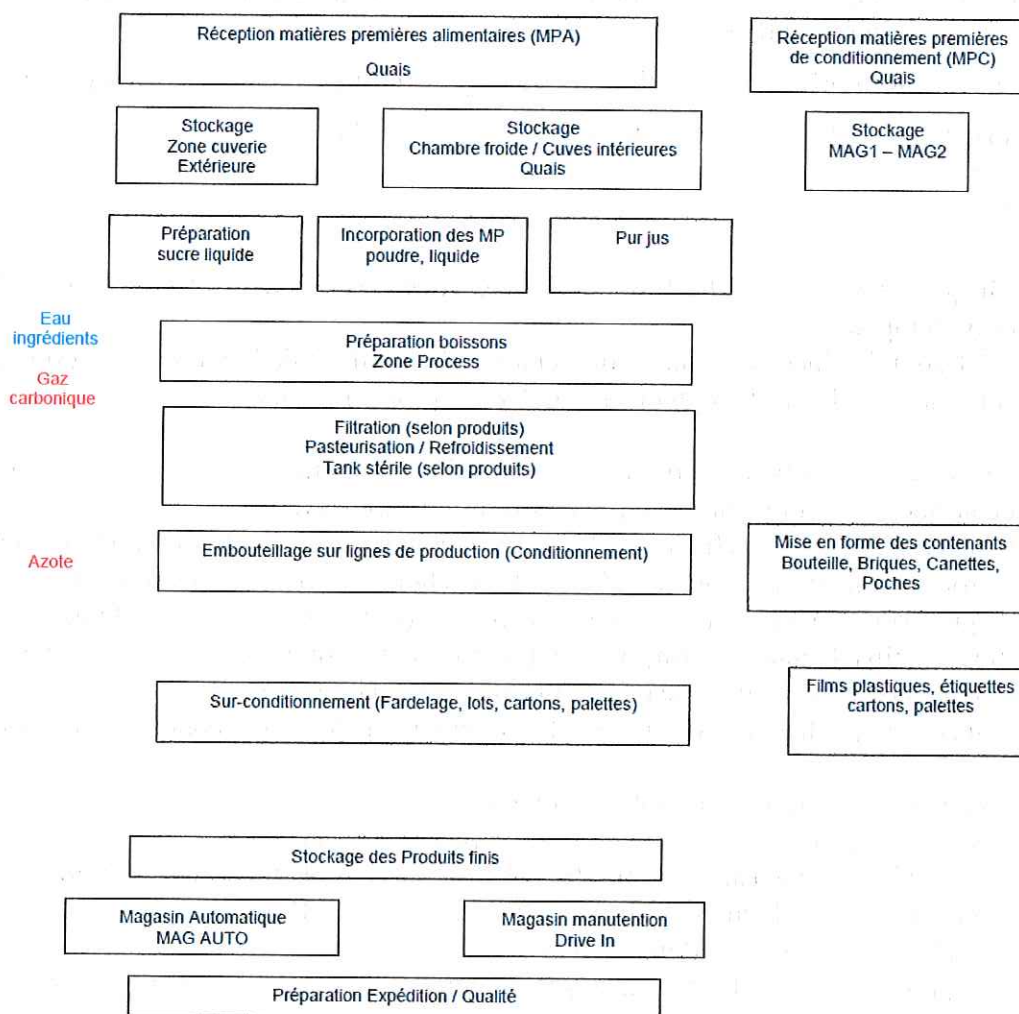 Réception matières premières alimentaires (MPA)
Quais
Réception matières premières
de conditionnement (MPC)
Quais
Stockage
Zone cuverie
Extérieure
Stockage
Chambre froide / Cuves intérieures
Quais
Stockage
MAG1 – MAG2
Préparation
sucre liquide
Incorporation des MP
poudre, liquide
Pur jus
Eau
ingrédients
Gaz
carbonique
Préparation boissons
Zone Process
Filtration (selon produits)
Pasteurisation / Refroidissement
Tank stérile (selon produits)
Azote
Embouteillage sur lignes de production (Conditionnement)
Mise en forme des contenants
Bouteille, Briques, Canettes,
Poches
Sur-conditionnement (Fardelage, lots, cartons, palettes)
Films plastiques, étiquettes
cartons, palettes
Stockage des Produits finis
Magasin Automatique
MAG AUTO
Magasin manutention
Drive In
Préparation Expédition / Qualité